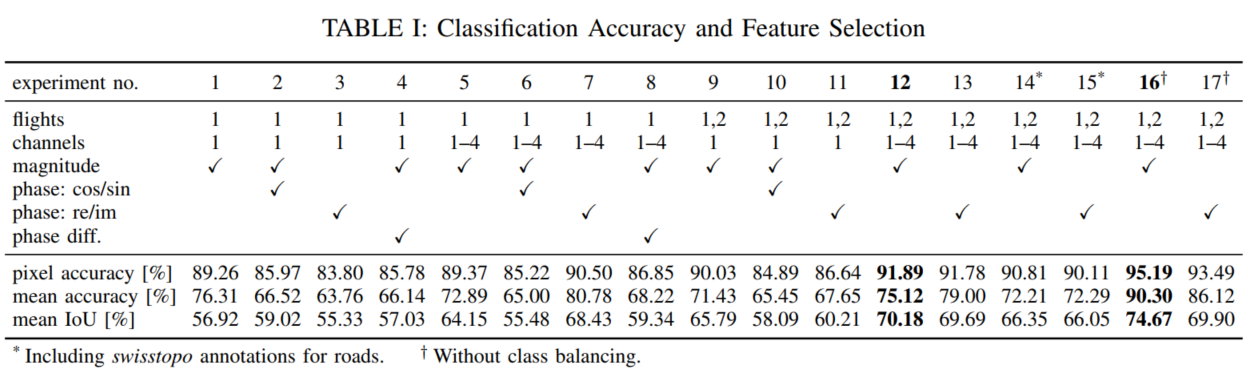 TABLE I: Classification Accuracy and Feature Selection
experiment no. 1 2 3 4 5 6 7 8 9 10 11 12 13 14* 15* 16† 17†
flights 1 1 1 1 1 1 1 1 1,2 1,2 1,2 1,2 1,2 1,2 1,2 1,2 1,2
channels 1 1 1 1 1–4 1–4 1–4 1–4 1 1 1 1–4 1–4 1–4 1–4 1–4 1–4
magnitude ✓ ✓ ✓ ✓ ✓ ✓ ✓ ✓ ✓ ✓ ✓
phase: cos/sin ✓ ✓ ✓
phase: re/im ✓ ✓ ✓ ✓ ✓ ✓
phase diff. ✓ ✓
pixel accuracy [%] 89.26 85.97 83.80 85.78 89.37 85.22 90.50 86.85 90.03 84.89 86.64 91.89 91.78 90.81 90.11 95.19 93.49
mean accuracy [%] 76.31 66.52 63.76 66.14 72.89 65.00 80.78 68.22 71.43 65.45 67.65 75.12 79.00 72.21 72.29 90.30 86.12
mean IoU [%] 56.92 59.02 55.33 57.03 64.15 55.48 68.43 59.34 65.79 58.09 60.21 70.18 69.69 66.35 66.05 74.67 69.90
* Including swisstopo annotations for roads. † Without class balancing.